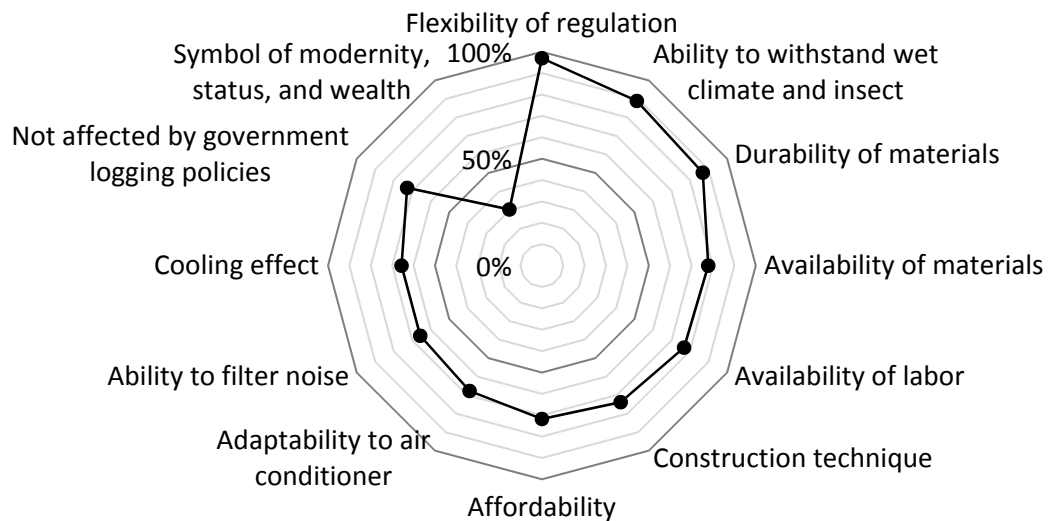 Flexibility of regulation
100%
Ability to withstand wet
climate and insect
Symbol of modernity,
status, and wealth
Not affected by government
logging policies
50%
Durability of materials
Cooling effect
0%
Availability of materials
Ability to filter noise
Availability of labor
Adaptability to air
conditioner
Construction technique
Affordability